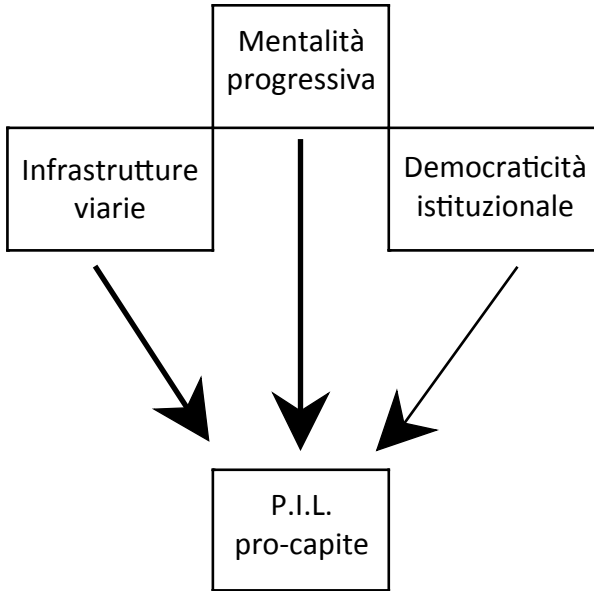 Mentalità
progressiva
Infrastrutture
viarie
Democraticità
istituzionale
P.I.L.
pro-capite